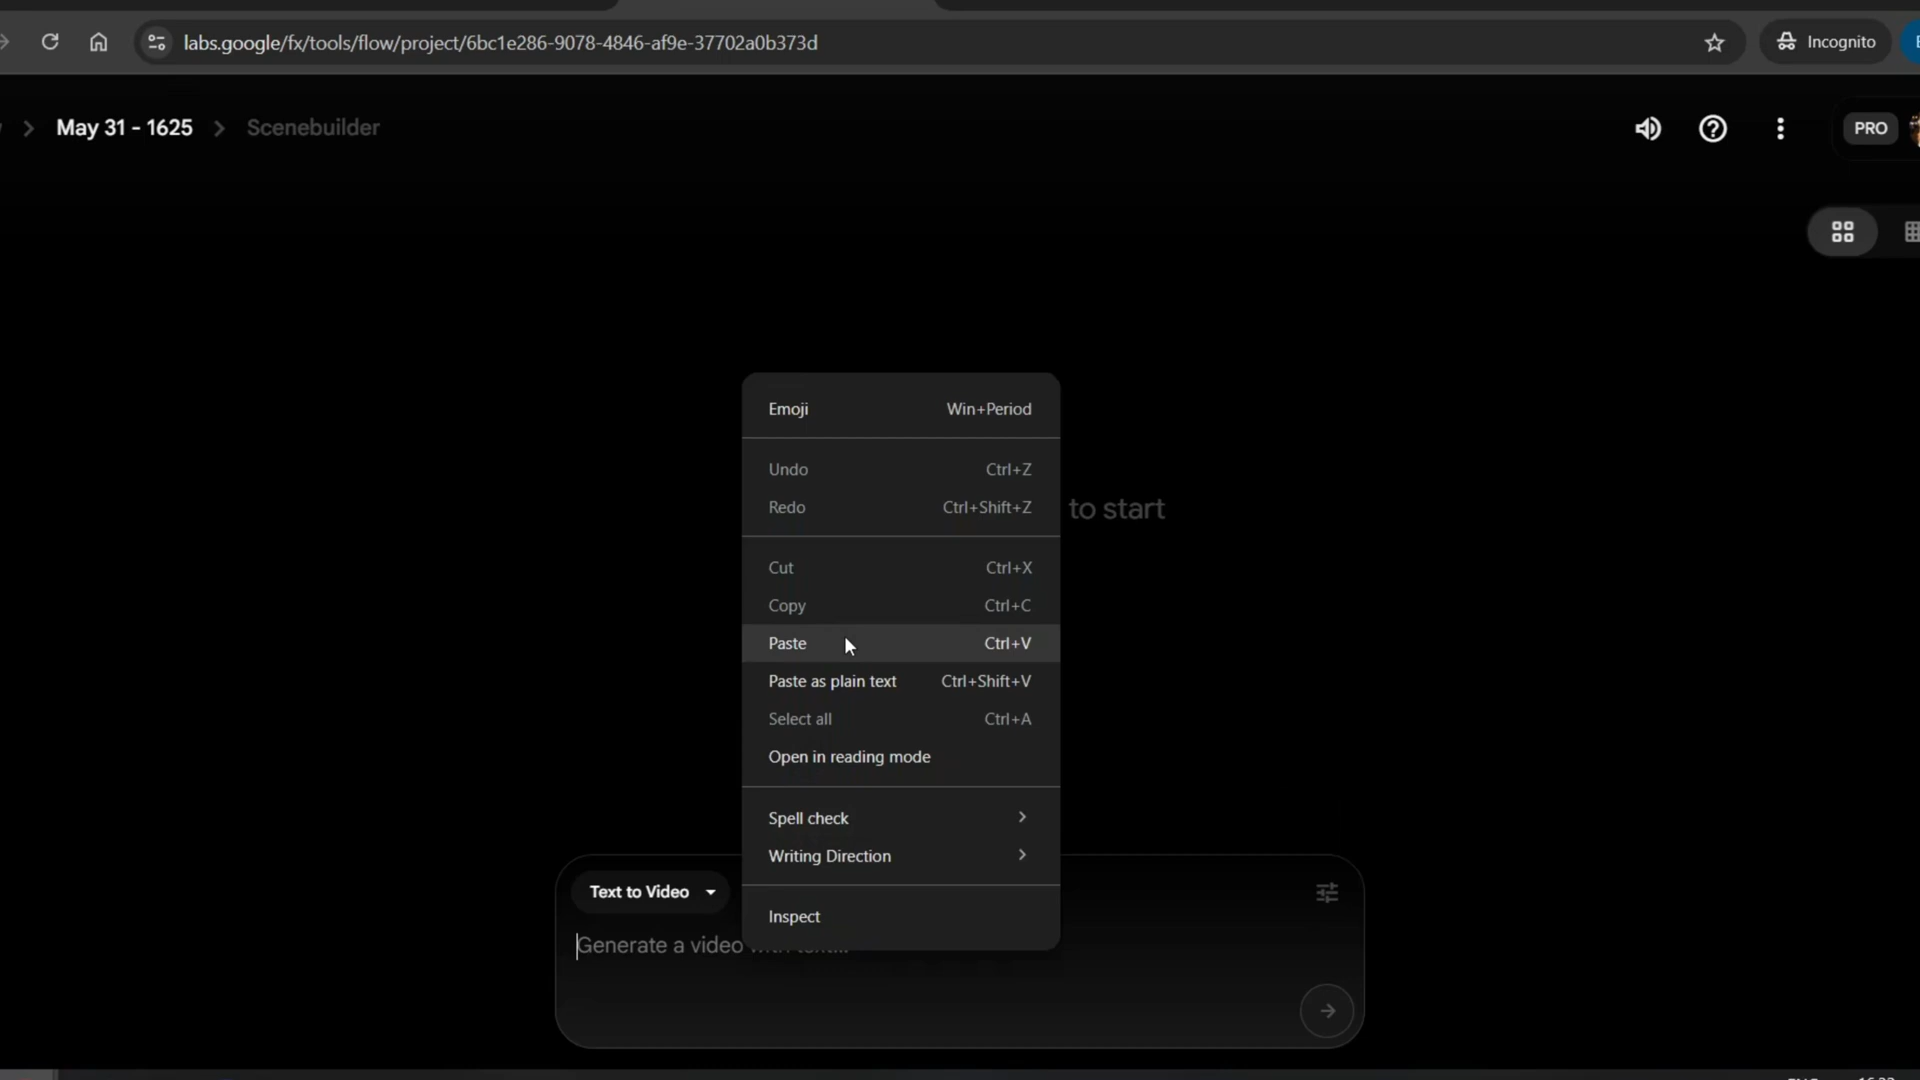 labs.google/fx/tools/flow/project/6bc1e286-9078-4846-af9e-37702a0b373d
Incognito
May 31 - 1625
Scenebuilder
PRO
Emoji Win+Period
Undo Ctrl+Z
Redo Ctrl+Shift+Z
to start
Cut Ctrl+X
Copy Ctrl+C
Paste Ctrl+V
Paste as plain text Ctrl+Shift+V
Select all Ctrl+A
Open in reading mode
Spell check
Writing Direction
Text to Video
Inspect
Generate a video